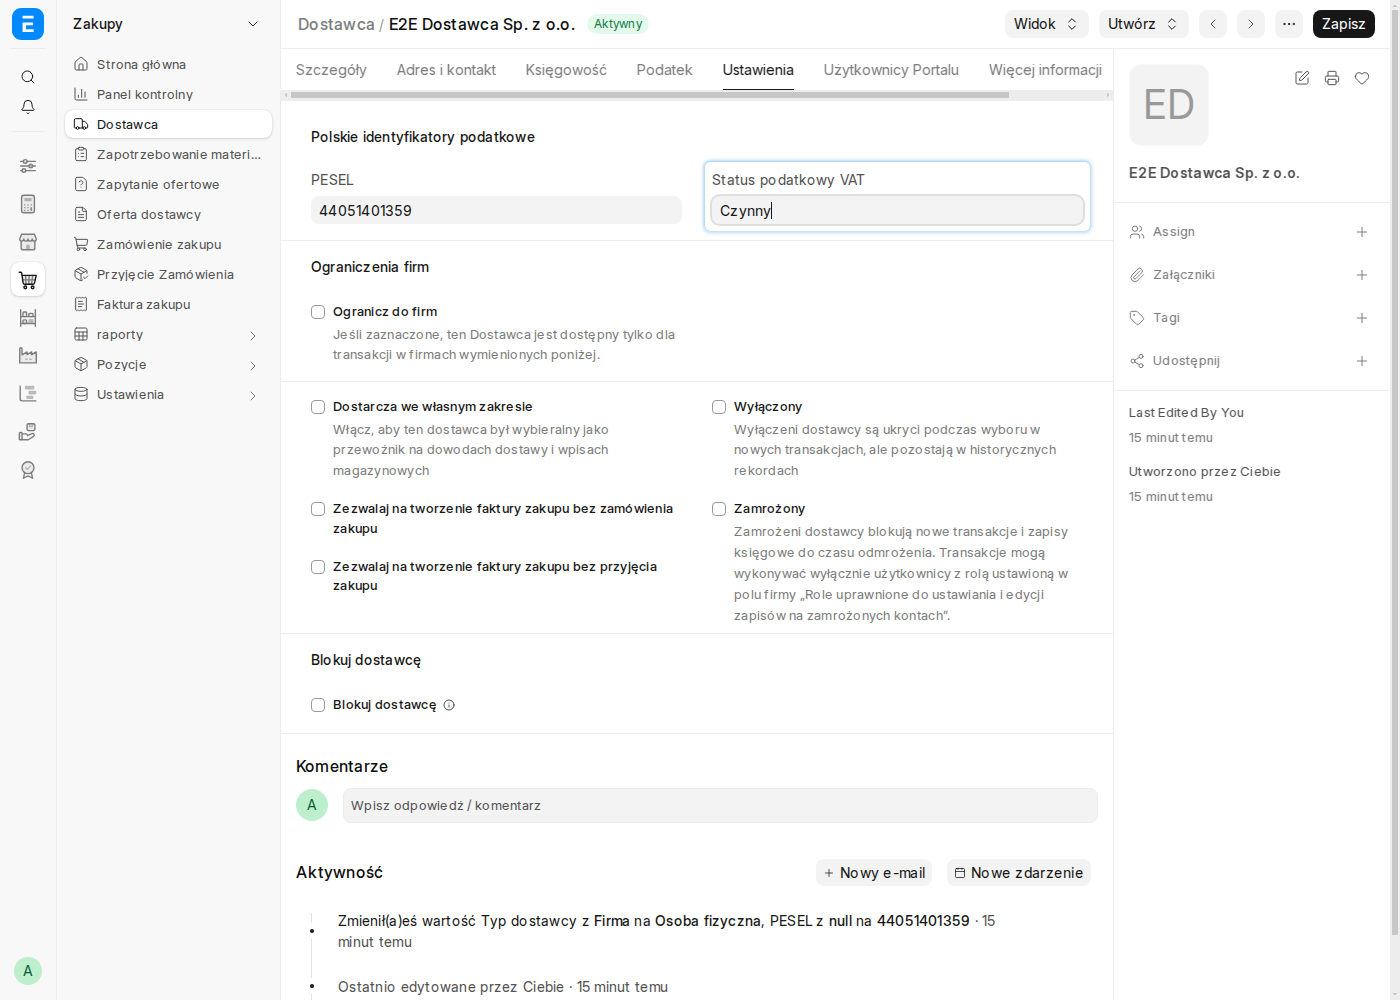 Zakupy
Strona główna
Panel kontrolny
Dostawca
Zapotrzebowanie materi...
Zapytanie ofertowe
Oferta dostawcy
Zamówienie zakupu
Przyjęcie Zamówienia
Faktura zakupu
raporty
Pozycje
Ustawienia
A
Dostawca / E2E Dostawca Sp. z o.o. Aktywny
Widok
Utwórz
Zapisz
Szczegóły Adres i kontakt Księgowość Podatek Ustawienia Użytkownicy Portalu Więcej informacji
Polskie identyfikatory podatkowe
PESEL
44051401359
Status podatkowy VAT
Czynny
Ograniczenia firm
Ogranicz do firm
Jeśli zaznaczone, ten Dostawca jest dostępny tylko dla
transakcji w firmach wymienionych poniżej.
Dostarcza we własnym zakresie
Włącz, aby ten dostawca był wybieralny jako
przewoźnik na dowodach dostawy i wpisach
magazynowych
Zezwalaj na tworzenie faktury zakupu bez zamówienia
zakupu
Zezwalaj na tworzenie faktury zakupu bez przyjęcia
zakupu
Wyłączony
Wyłączeni dostawcy są ukryci podczas wyboru w
nowych transakcjach, ale pozostają w historycznych
rekordach
Zamrożony
Zamrożeni dostawcy blokują nowe transakcje i zapisy
księgowe do czasu odmrożenia. Transakcje mogą
wykonywać wyłącznie użytkownicy z rolą ustawioną w
polu firmy „Role uprawnione do ustawiania i edycji
zapisów na zamrożonych kontach”.
Blokuj dostawcę
Blokuj dostawcę
Komentarze
A
Wpisz odpowiedź / komentarz
Aktywność
Nowy e-mail
Nowe zdarzenie
Zmienił(a)eś wartość Typ dostawcy z Firma na Osoba fizyczna, PESEL z null na 44051401359 · 15
minut temu
Ostatnio edytowane przez Ciebie · 15 minut temu
ED
E2E Dostawca Sp. z o.o.
Assign
Załączniki
Tagi
Udostępnij
Last Edited By You
15 minut temu
Utworzono przez Ciebie
15 minut temu